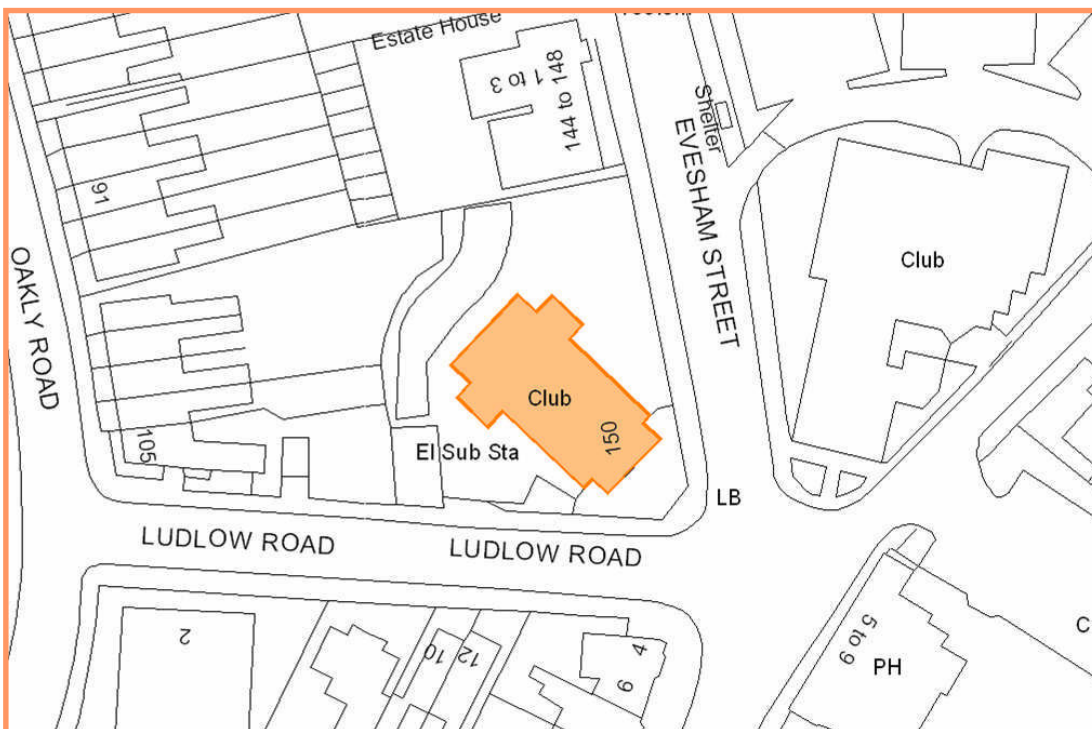 Estate House
1 to 3
144 to 148
Shelter
EVESHAM STREET
91
OAKLY ROAD
Club
Club
150
105
El Sub Sta
LB
LUDLOW ROAD
LUDLOW ROAD
2
10
12
4
6
5 to 9
PH
C